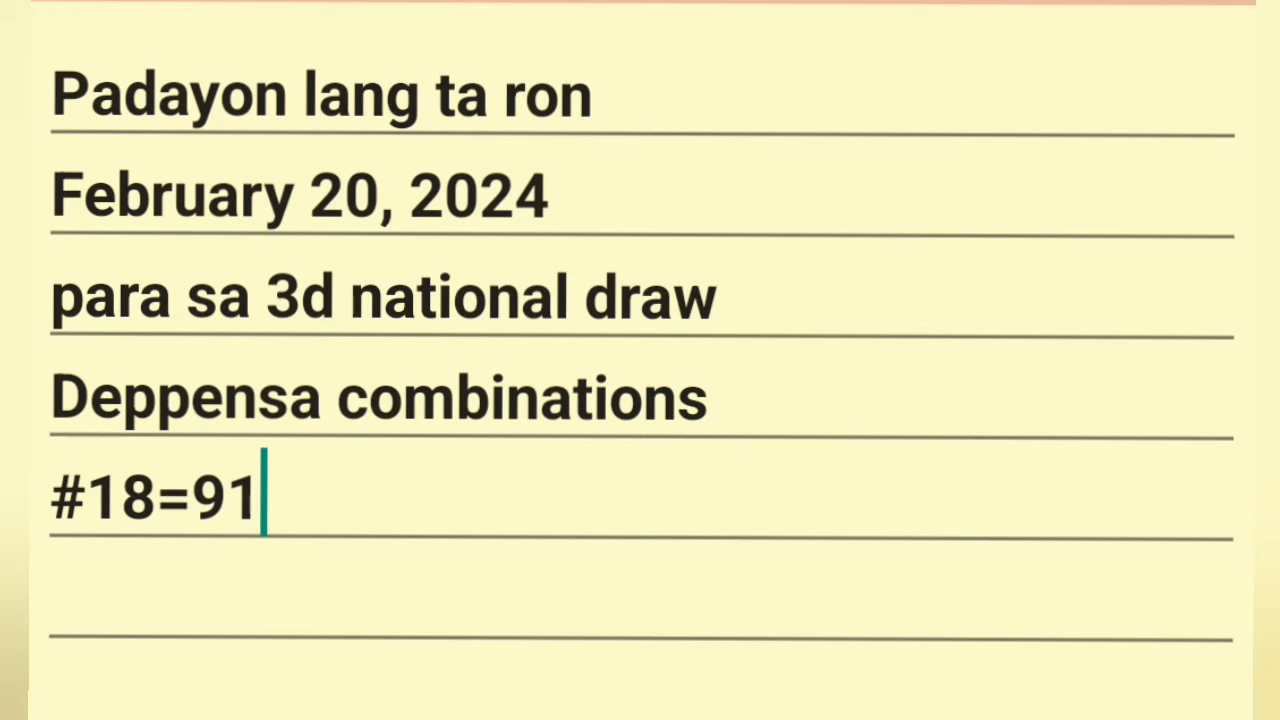 Padayon lang ta ron
February 20, 2024
para sa 3d national draw
Deppensa combinations
#18=91